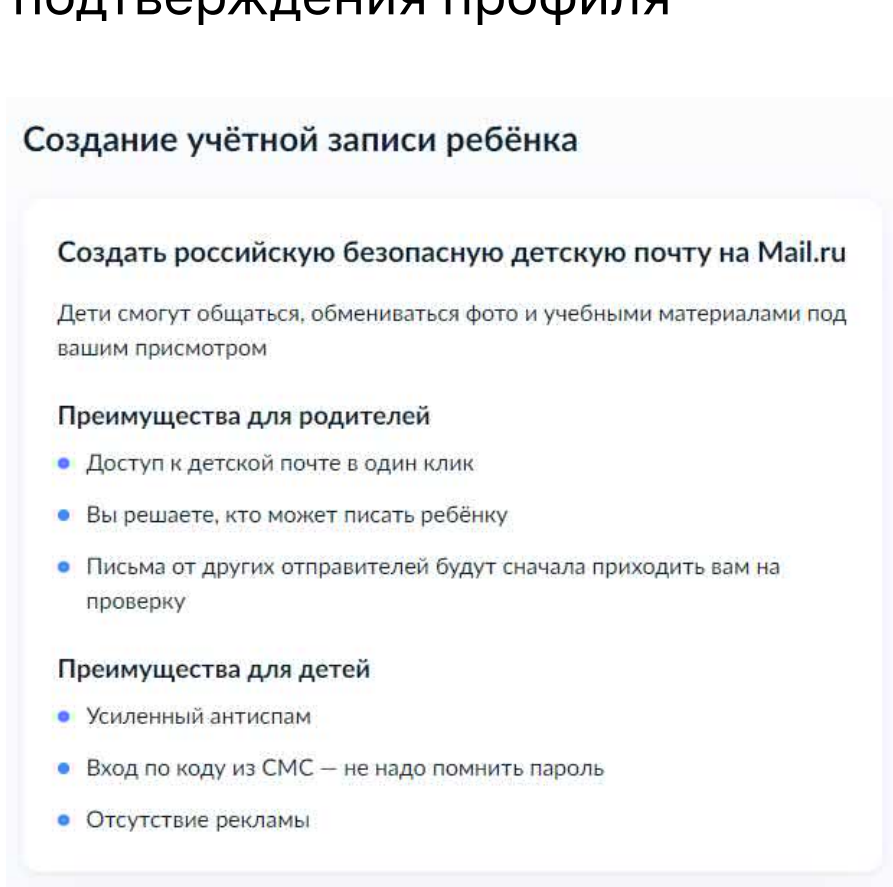 подтверждения профиля
Создание учётной записи ребёнка
Создать российскую безопасную детскую почту на Mail.ru
Дети смогут общаться, обмениваться фото и учебными материалами под
вашим присмотром
Преимущества для родителей
Доступ к детской почте в один клик
Вы решаете, кто может писать ребёнку
Письма от других отправителей будут сначала приходить вам на
проверку
Преимущества для детей
Усиленный антиспам
Вход по коду из СМС — не надо помнить пароль
Отсутствие рекламы